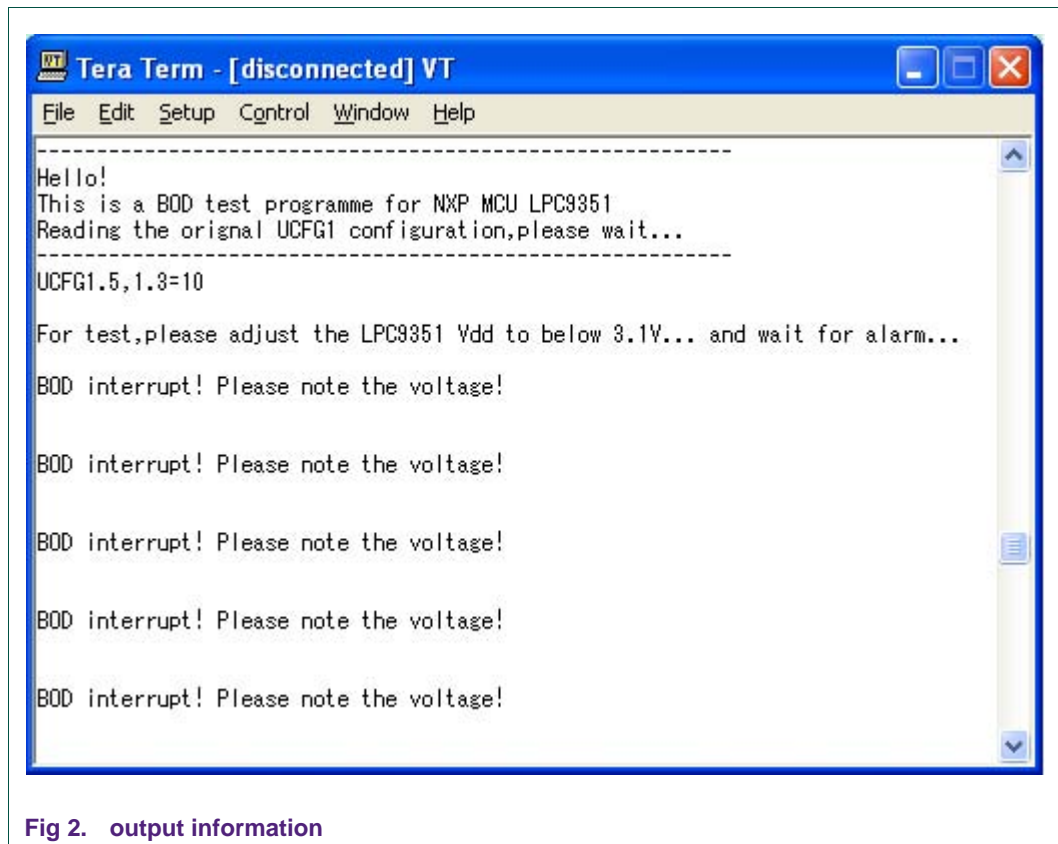 Tera Term - [disconnected] VT
File Edit Setup Control Window Help
---------------------------------------------------------
Hello!
This is a BOD test programme for NXP MCU LPC9351
Reading the orignal UCFG1 configuration,please wait...
---------------------------------------------------------
UCFG1.5,1.3=10
For test,please adjust the LPC9351 Vdd to below 3.1V... and wait for alarm...
BOD interrupt! Please note the voltage!
BOD interrupt! Please note the voltage!
BOD interrupt! Please note the voltage!
BOD interrupt! Please note the voltage!
BOD interrupt! Please note the voltage!
Fig 2. output information